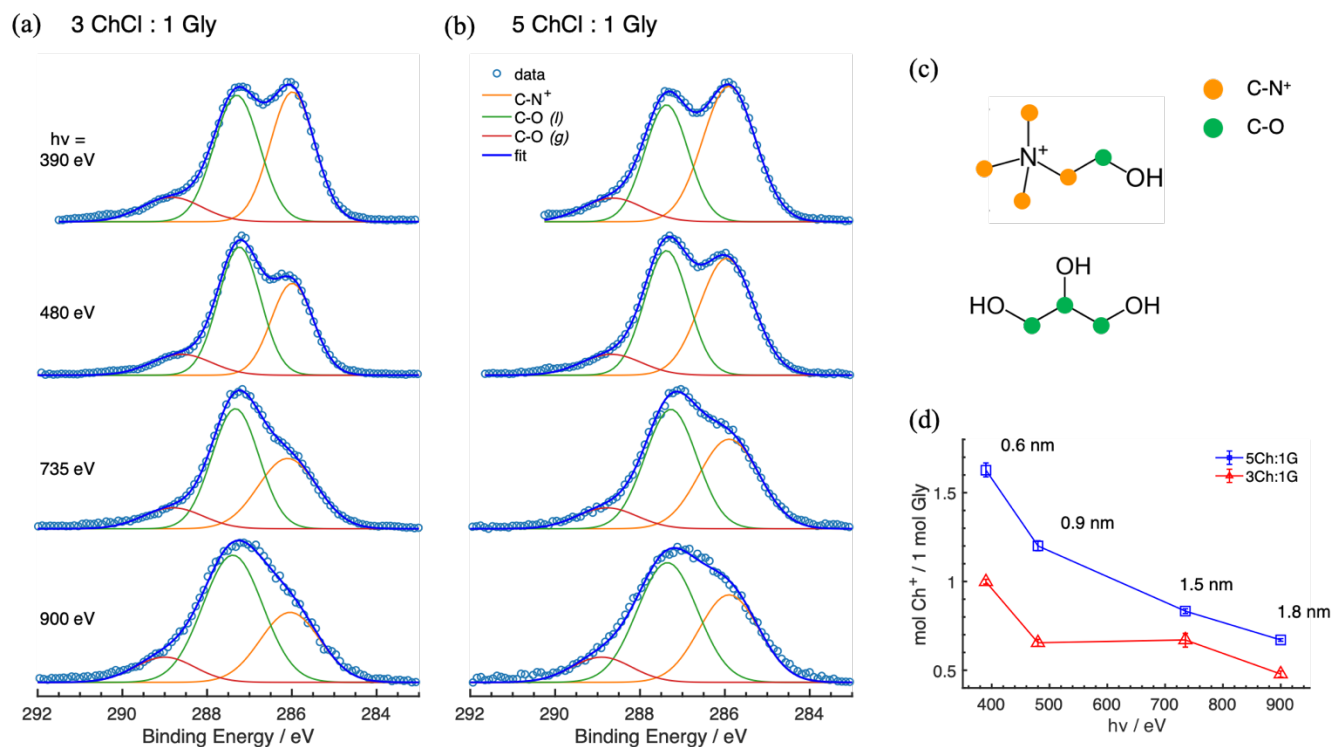 (a) 3 ChCl : 1 Gly
hν =
390 eV
480 eV
735 eV
900 eV
292 290 288 286 284
Binding Energy / eV
(b) 5 ChCl : 1 Gly
data
C-N⁺
C-O (l)
C-O (g)
fit
292 290 288 286 284
Binding Energy / eV
(c)
C-N⁺
C-O
N⁺
OH
OH
HO OH
(d)
mol Ch⁺ / 1 mol Gly
1.5
1
0.5
0.6 nm
0.9 nm
1.5 nm
1.8 nm
5Ch:1G
3Ch:1G
400 500 600 700 800 900
hν / eV